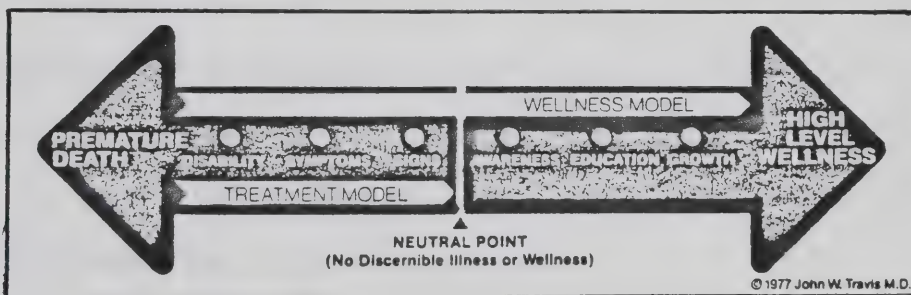 WELLNESS MODEL
PREMATURE
DEATH
DISABILITY
SYMPTOMS
SIGNS
AWARENESS
EDUCATION
GROWTH
HIGH
LEVEL
WELLNESS
TREATMENT MODEL
NEUTRAL POINT
(No Discernible Illness or Wellness)
© 1977 John W. Travis M.D.